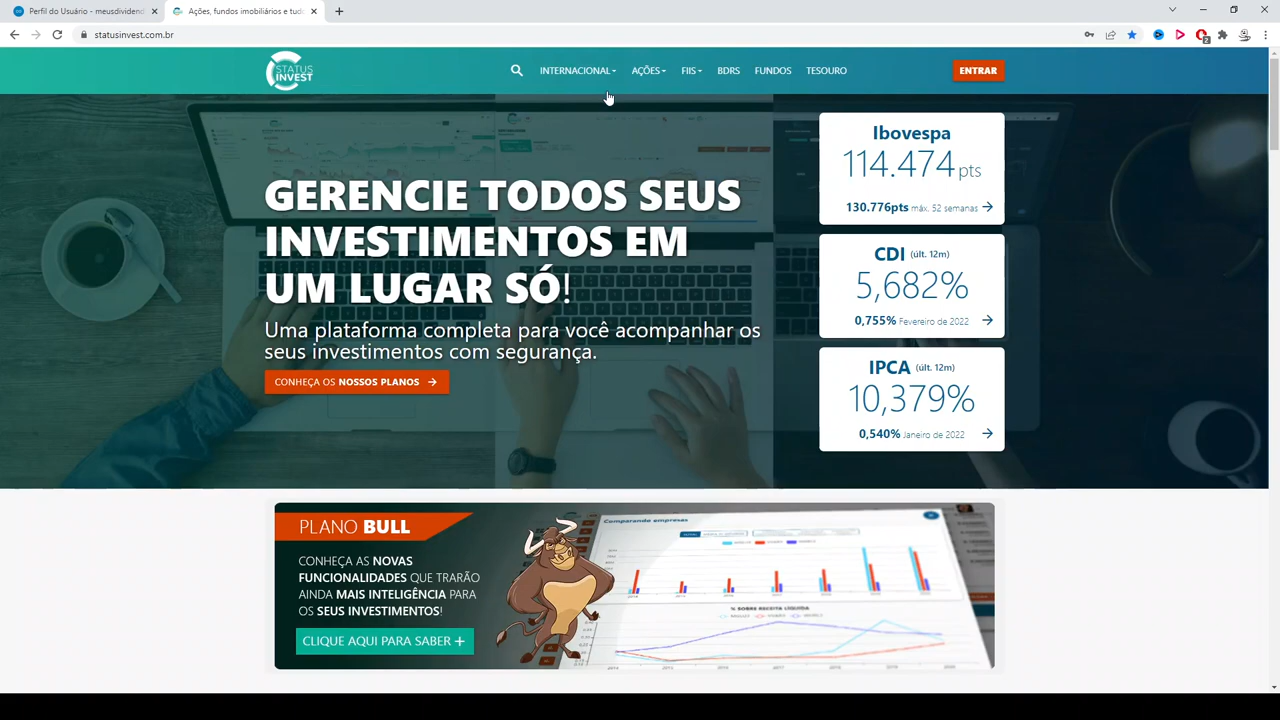 Perfil do Usuário - meusdividend
Ações, fundos imobiliários e tud
statusinvest.com.br
2
STATUS
INVEST
INTERNACIONAL
AÇÕES
FIIS
BDRS
FUNDOS
TESOURO
ENTRAR
GERENCIE TODOS SEUS
INVESTIMENTOS EM
UM LUGAR SÓ!
Uma plataforma completa para você acompanhar os
seus investimentos com segurança.
CONHEÇA OS NOSSOS PLANOS
Ibovespa
114.474 pts
130.776pts máx. 52 semanas
CDI (últ. 12m)
5,682%
0,755% Fevereiro de 2022
IPCA (últ. 12m)
10,379%
0,540% Janeiro de 2022
PLANO BULL
CONHEÇA AS NOVAS
FUNCIONALIDADES QUE TRARÃO
AINDA MAIS INTELIGÊNCIA PARA
OS SEUS INVESTIMENTOS!
CLIQUE AQUI PARA SABER +
Comparando empresas
% SOBRE RECEITA LÍQUIDA